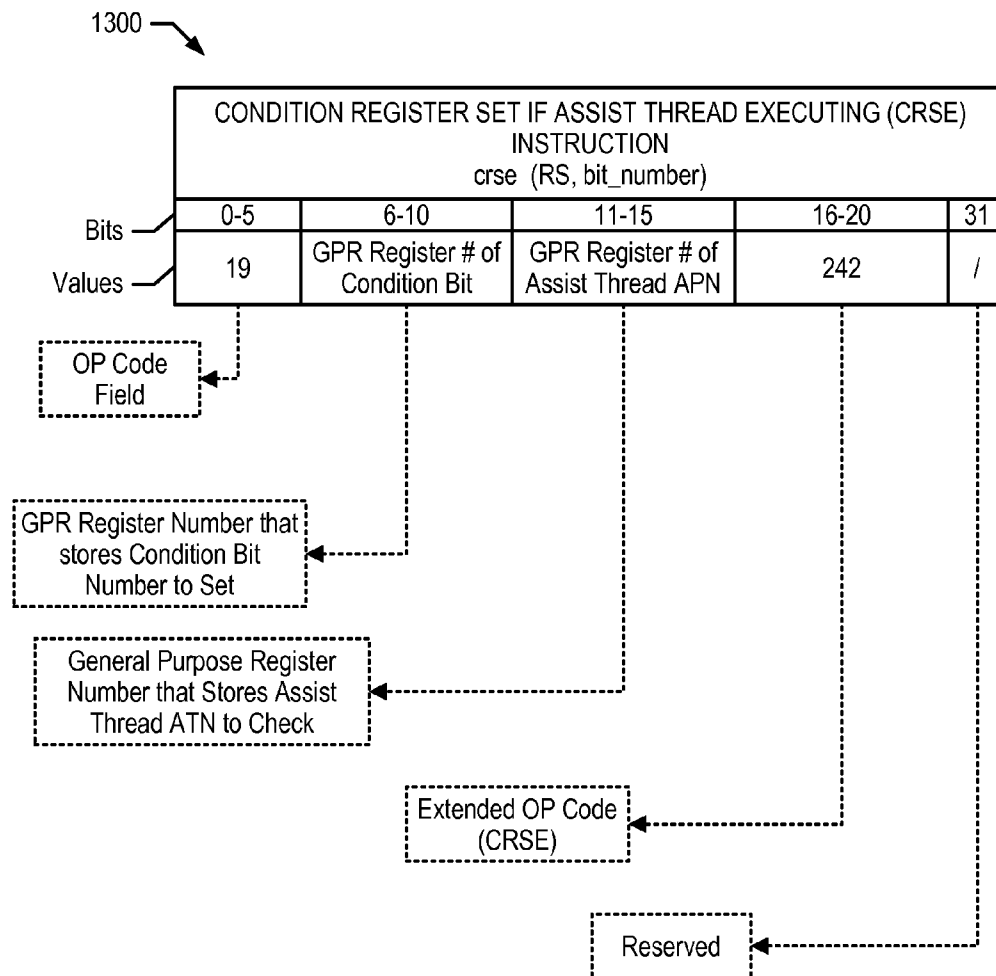 1300
CONDITION REGISTER SET IF ASSIST THREAD EXECUTING (CRSE)
INSTRUCTION
crse (RS, bit_number)
Bits
0-5
6-10
11-15
16-20
31
Values
19
GPR Register # of
Condition Bit
GPR Register # of
Assist Thread APN
242
/
OP Code
Field
GPR Register Number that
stores Condition Bit
Number to Set
General Purpose Register
Number that Stores Assist
Thread ATN to Check
Extended OP Code
(CRSE)
Reserved